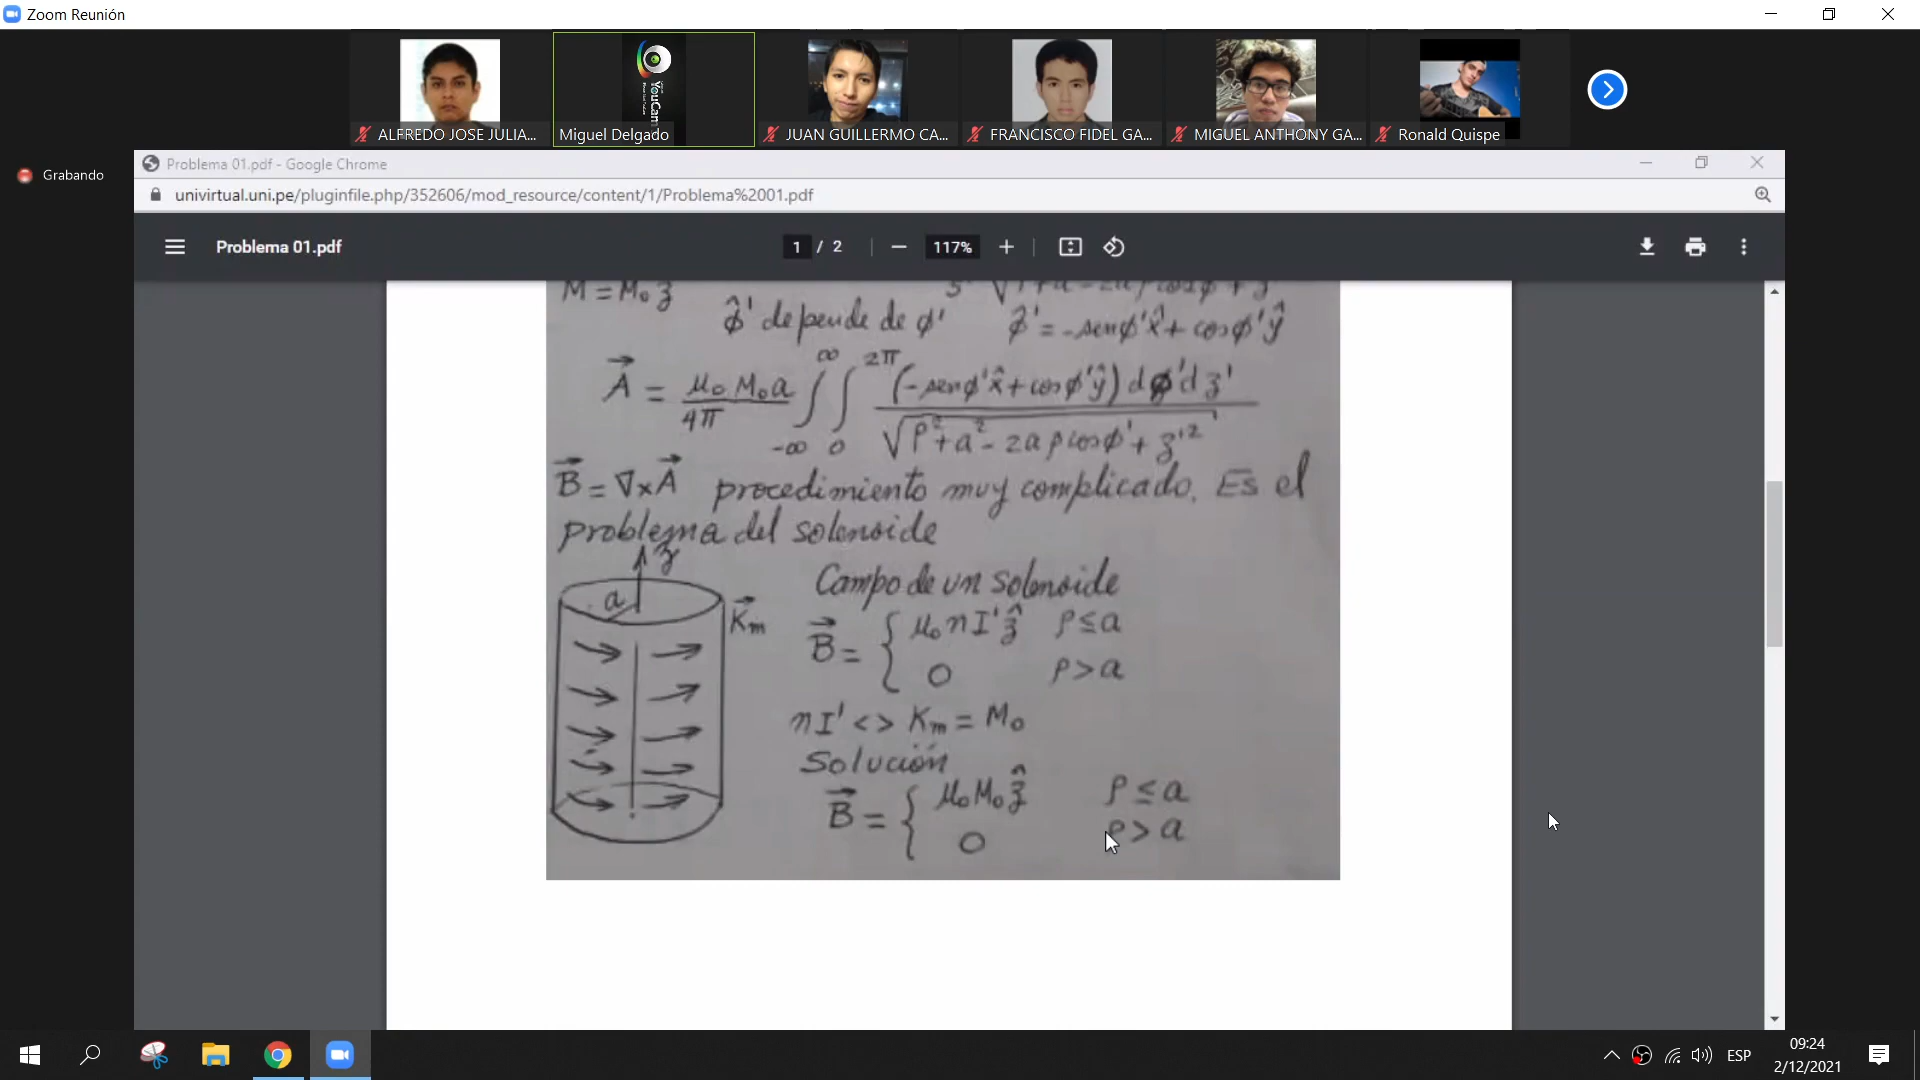 Zoom Reunión
YouCam
ALFREDO JOSE JULIA...
Miguel Delgado
JUAN GUILLERMO CA...
FRANCISCO FIDEL GA...
MIGUEL ANTHONY GA...
Ronald Quispe
Grabando
Problema 01.pdf - Google Chrome
univirtual.uni.pe/pluginfile.php/352606/mod_resource/content/1/Problema%2001.pdf
Problema 01.pdf
1 / 2
117%
M = M₀ ẑ
φ̂' depende de φ' φ̂' = -senφ'x̂ + cosφ'ŷ
A⃗ = μ₀M₀a/4π ∫_{-∞}^{∞} ∫_0^{2π} (-senφ'x̂ + cosφ'ŷ) dφ'dz' / √(ρ² + a² - 2aρcosφ' + z'²)
B⃗ = ∇×A⃗ procedimiento muy complicado. Es el
problema del solenoide
z
a
K⃗m
Campo de un solenoide
B⃗ = { μ₀nI'ẑ ρ≤a
0 ρ>a
nI' <> Km = M₀
Solución
B⃗ = { μ₀M₀ẑ ρ≤a
0 ρ>a
ESP
09:24
2/12/2021